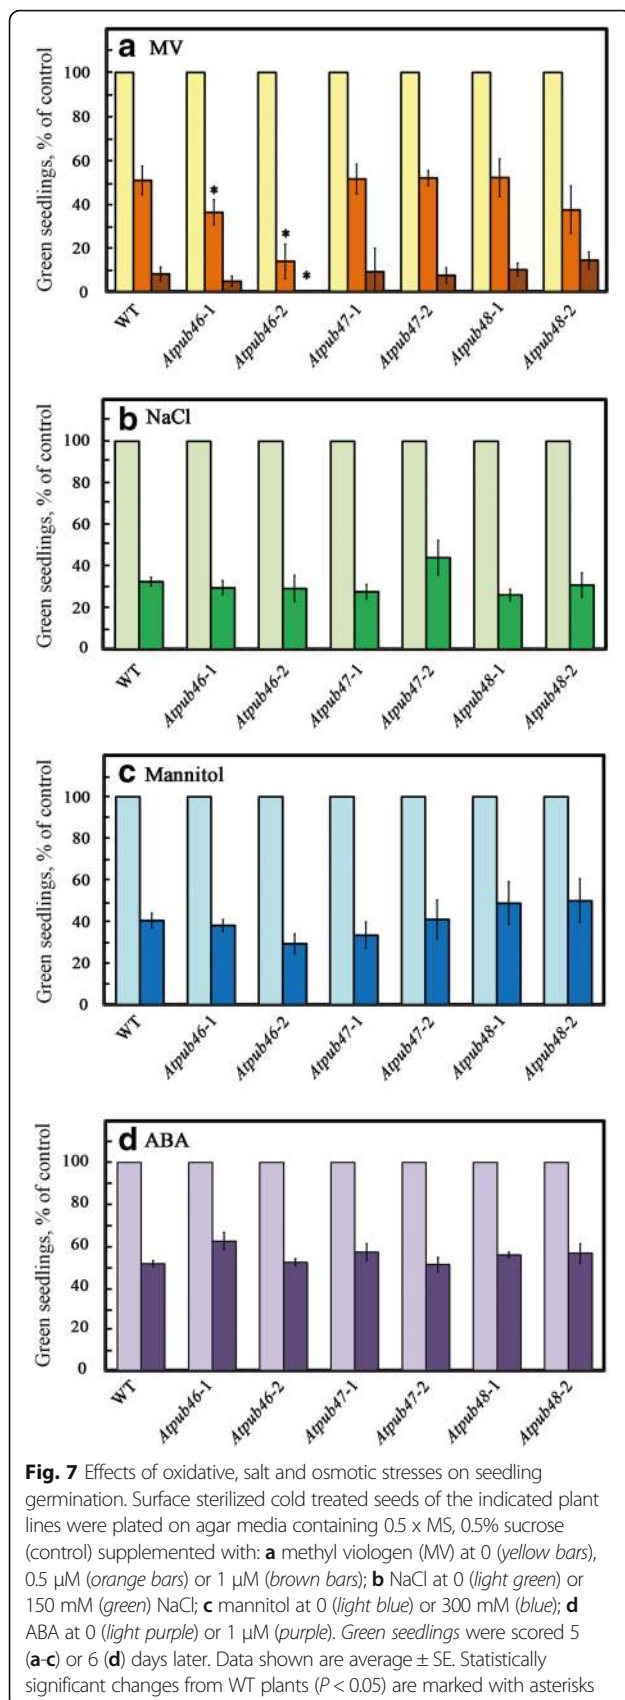 a MV
Green seedlings, % of control
100
80
60
40
20
0
* * *
WT Atpub46-1 Atpub46-2 Atpub47-1 Atpub47-2 Atpub48-1 Atpub48-2
b NaCl
Green seedlings, % of control
100
80
60
40
20
0
WT Atpub46-1 Atpub46-2 Atpub47-1 Atpub47-2 Atpub48-1 Atpub48-2
c Mannitol
Green seedlings, % of control
100
80
60
40
20
0
WT Atpub46-1 Atpub46-2 Atpub47-1 Atpub47-2 Atpub48-1 Atpub48-2
d ABA
Green seedlings, % of control
100
80
60
40
20
0
WT Atpub46-1 Atpub46-2 Atpub47-1 Atpub47-2 Atpub48-1 Atpub48-2
Fig. 7 Effects of oxidative, salt and osmotic stresses on seedling
germination. Surface sterilized cold treated seeds of the indicated plant
lines were plated on agar media containing 0.5 x MS, 0.5% sucrose
(control) supplemented with: a methyl viologen (MV) at 0 (yellow bars),
0.5 μM (orange bars) or 1 μM (brown bars); b NaCl at 0 (light green) or
150 mM (green) NaCl; c mannitol at 0 (light blue) or 300 mM (blue); d
ABA at 0 (light purple) or 1 μM (purple). Green seedlings were scored 5
(a-c) or 6 (d) days later. Data shown are average ± SE. Statistically
significant changes from WT plants (P < 0.05) are marked with asterisks